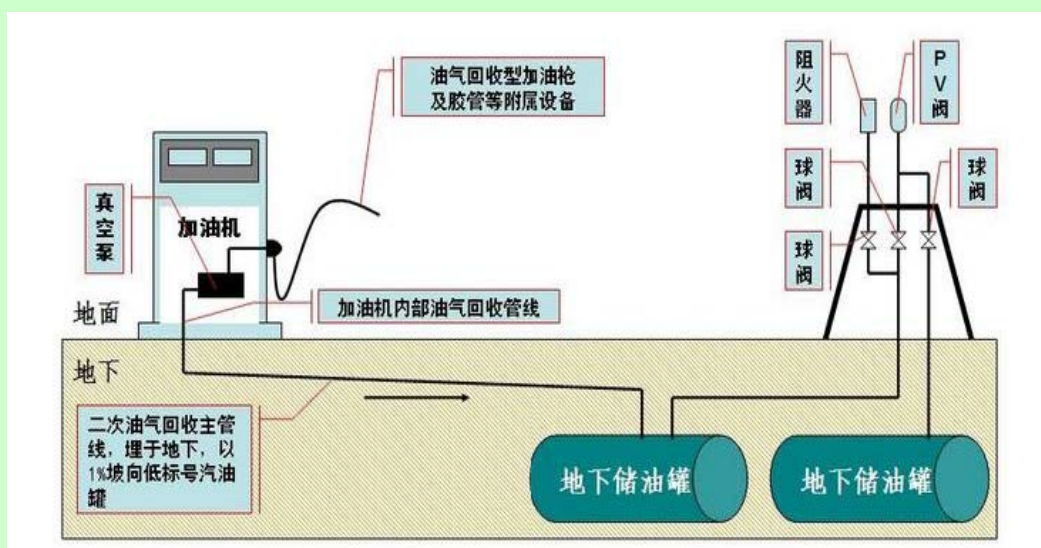 油气回收型加油枪
及胶管等附属设备
阻
火
器
P
V
阀
球
阀
球
阀
球
阀
真
空
泵
加油机
加油机内部油气回收管线
地面
地下
二次油气回收主管
线，埋于地下，以
1%坡向低标号汽油
罐
地下储油罐
地下储油罐